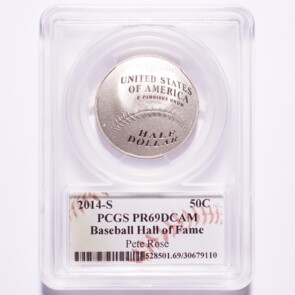 UNITED STATES
OF AMERICA
E PLURIBUS UNUM
HALF
DOLLAR
2014-S 50C
PCGS PR69DCAM
Baseball Hall of Fame
Pete Rose
528501.69/30679110